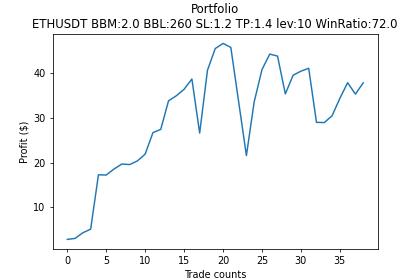 Portfolio
ETHUSDT BBM:2.0 BBL:260 SL:1.2 TP:1.4 lev:10 WinRatio:72.0
40
30
20
10
Profit ($)
0 5 10 15 20 25 30 35
Trade counts